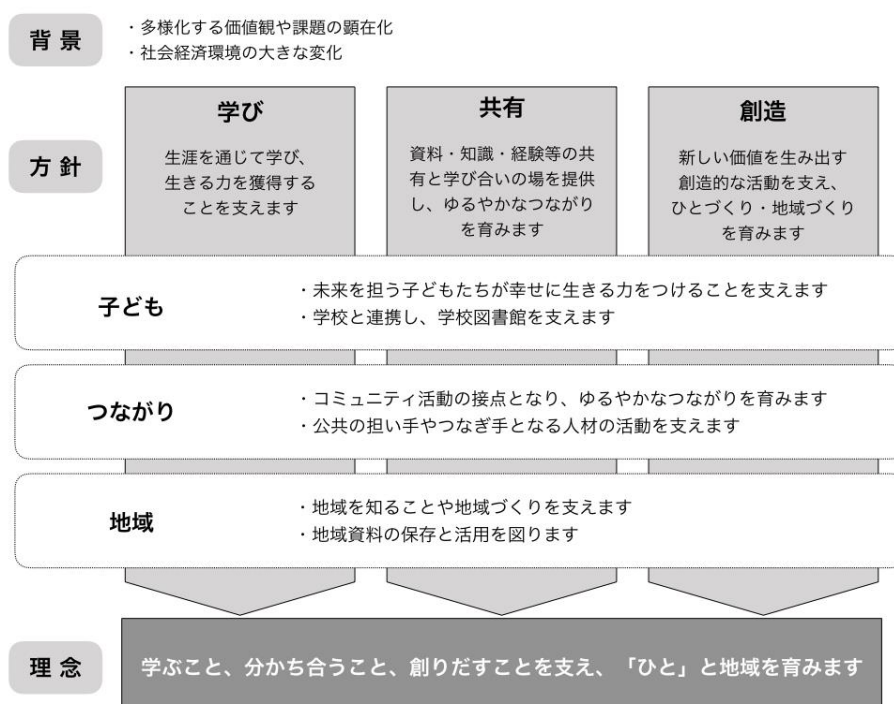 背景
・多様化する価値観や課題の顕在化
・社会経済環境の大きな変化
方針
学び
生涯を通じて学び、
生きる力を獲得する
ことを支えます
共有
資料・知識・経験等の共
有と学び合いの場を提供
し、ゆるやかなつながり
を育みます
創造
新しい価値を生み出す
創造的な活動を支え、
ひとづくり・地域づくり
を育みます
子ども
・未来を担う子どもたちが幸せに生きる力をつけることを支えます
・学校と連携し、学校図書館を支えます
つながり
・コミュニティ活動の接点となり、ゆるやかなつながりを育みます
・公共の担い手やつなぎ手となる人材の活動を支えます
地域
・地域を知ることや地域づくりを支えます
・地域資料の保存と活用を図ります
理念
学ぶこと、分かち合うこと、創りだすことを支え、「ひと」と地域を育みます